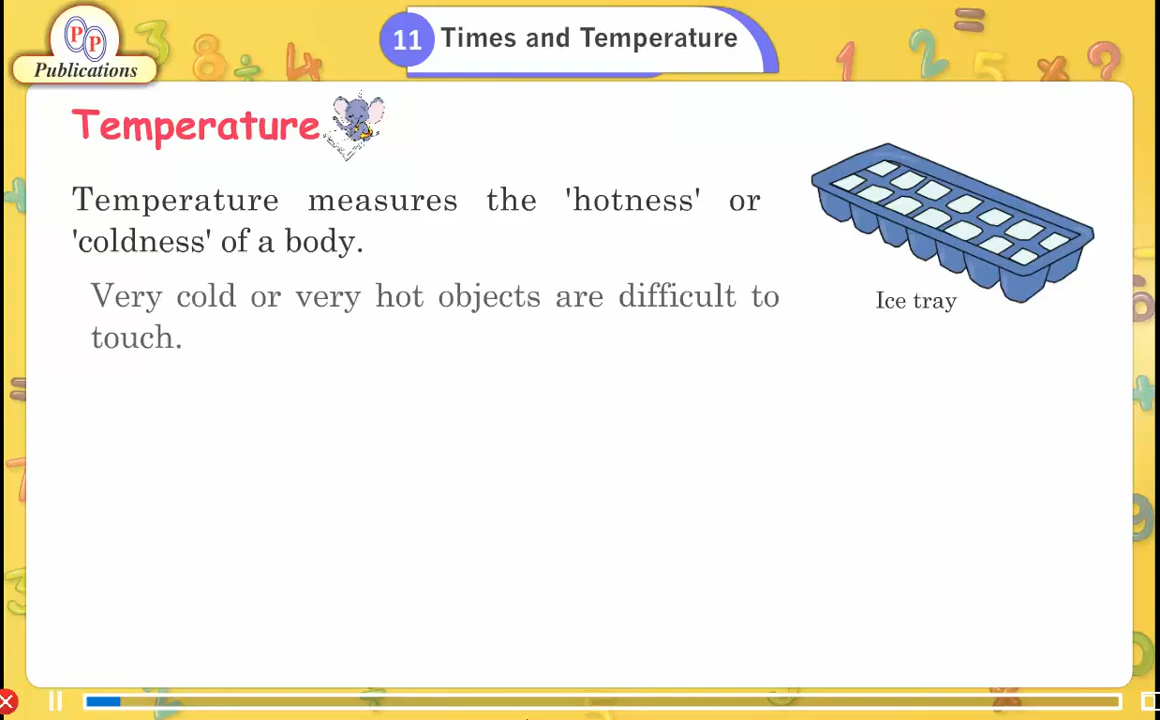 PP
Publications
11 Times and Temperature
Temperature
Temperature measures the 'hotness' or
'coldness' of a body.
Very cold or very hot objects are difficult to
touch.
Ice tray